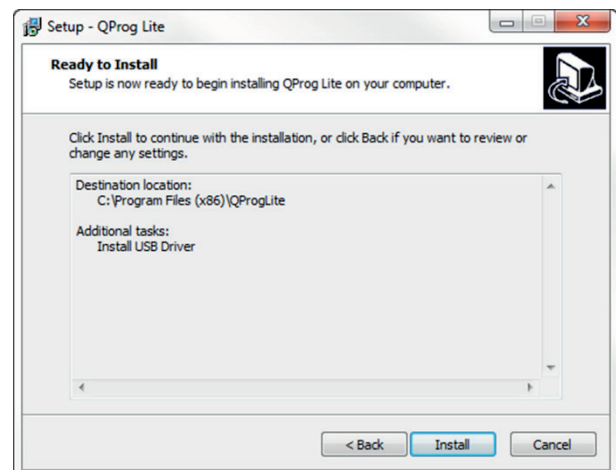 Setup - QProg Lite
Ready to Install
Setup is now ready to begin installing QProg Lite on your computer.
Click Install to continue with the installation, or click Back if you want to review or
change any settings.
Destination location:
C:\Program Files (x86)\QProgLite
Additional tasks:
Install USB Driver
< Back
Install
Cancel